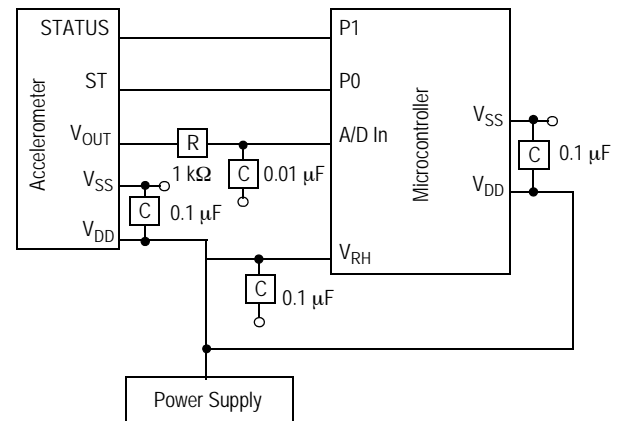 STATUS
ST
VOUT
VSS
VDD
Accelerometer
R
1 kΩ
C
0.01 μF
C
0.1 μF
P1
P0
A/D In
VRH
Microcontroller
VSS
VDD
C
0.1 μF
C
0.1 μF
Power Supply